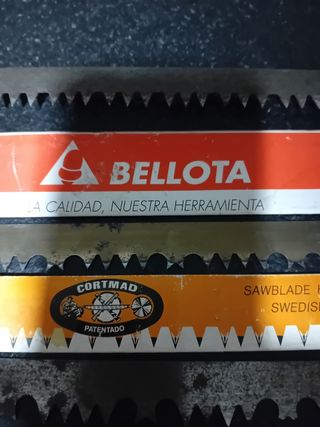 BELLOTA
LA CALIDAD, NUESTRA HERRAMIENTA
CORTMAD
PATENTADO
SAWBLADE
SWEDIS